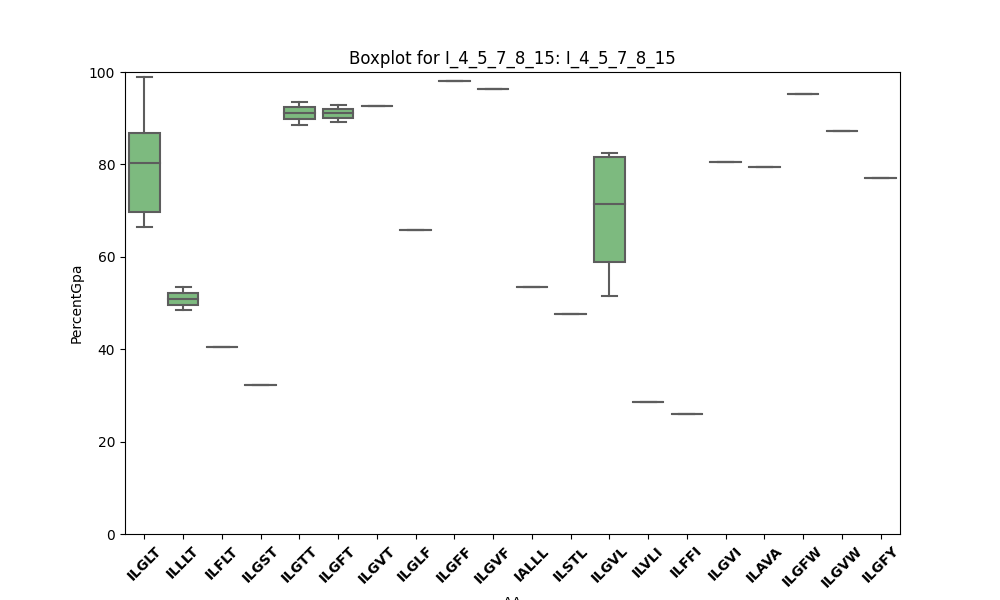 Boxplot for I_4_5_7_8_15: I_4_5_7_8_15
100
80
60
40
20
0
PercentGpa
ILGLT
ILLLT
ILFLT
ILGST
ILGTT
ILGFT
ILGVT
ILGLF
ILGFF
ILGVF
IALLL
ILSTL
ILGVL
ILVLI
ILFFI
ILGVI
ILAVA
ILGFW
ILGVW
ILGFY